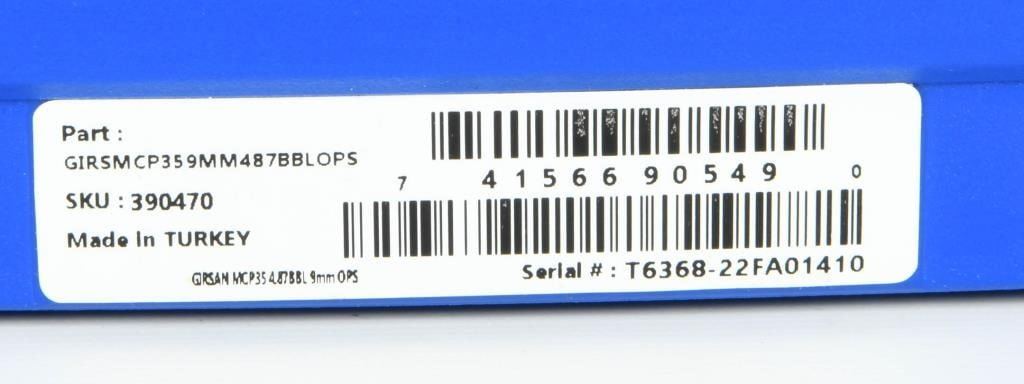 Part :
GIRSMCP359MM487BBLOPS
SKU : 390470
Made In TURKEY
GIRSAN MCP35 4.87BBL 9mm OPS
7 41566 90549 0
Serial # : T6368-22FA01410